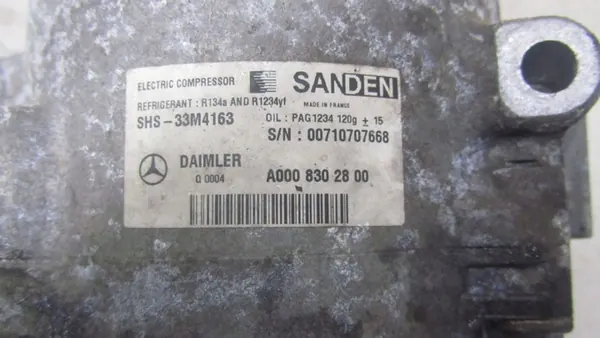 ELECTRIC COMPRESSOR SANDEN
REFRIGERANT : R134a AND R1234yf MADE IN FRANCE
SHS-33M4163 OIL : PAG1234 120g ± 15
S/N : 00710707668
DAIMLER
Q 0004 A000 830 28 00